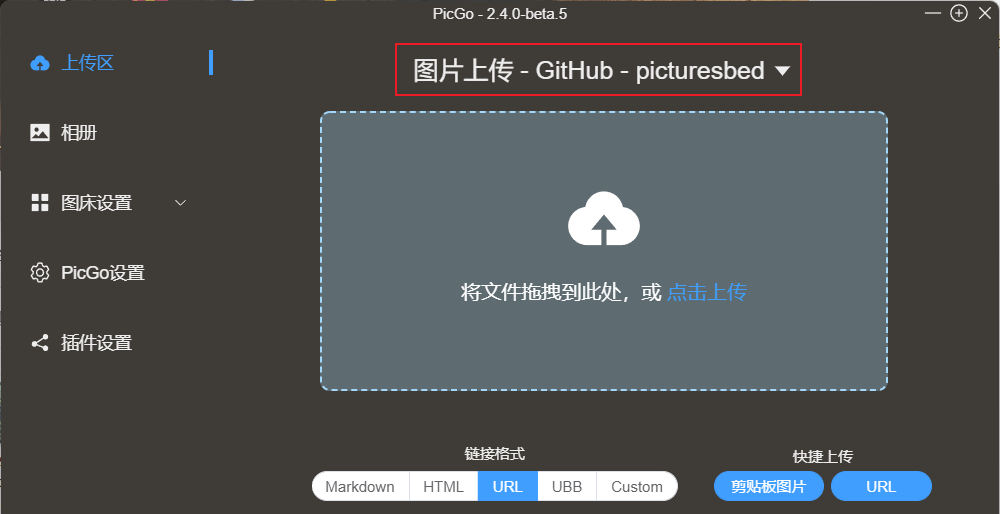 PicGo - 2.4.0-beta.5
上传区
相册
图床设置
PicGo设置
插件设置
图片上传 - GitHub - picturesbed
将文件拖拽到此处，或 点击上传
链接格式
Markdown HTML URL UBB Custom
快捷上传
剪贴板图片 URL